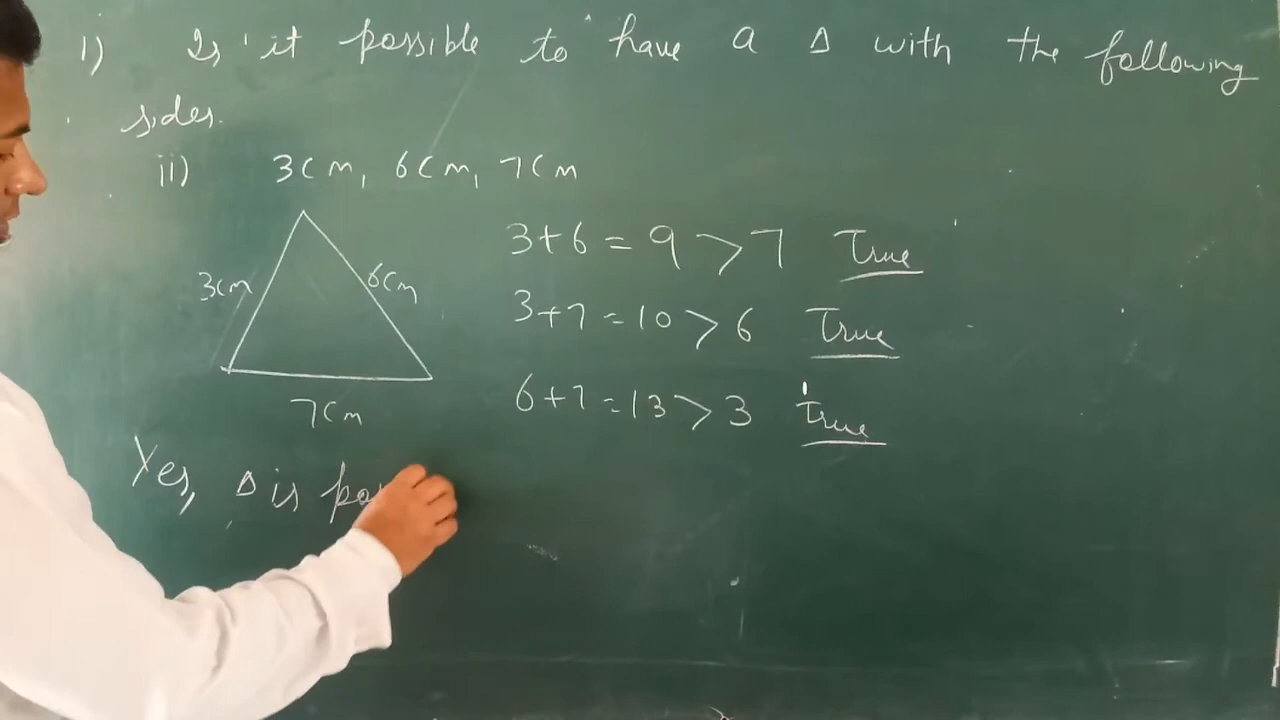 1) Is it possible to have a Δ with the following
sides.
ii) 3cm, 6cm, 7cm
3cm
6cm
7cm
3+6 = 9 > 7 True
3+7 = 10 > 6 True
6+7 = 13 > 3 true
Yes, Δ is